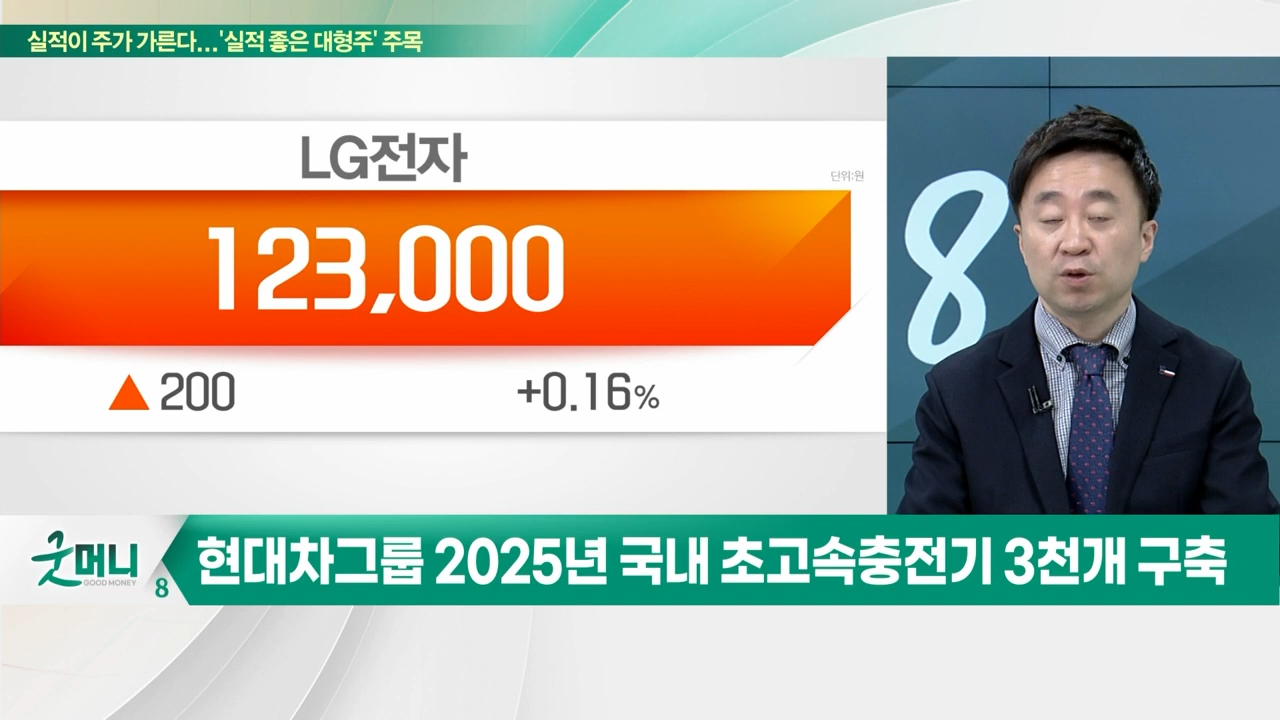 실적이 주가 가른다...'실적 좋은 대형주' 주목
LG전자
단위:원
123,000
▲ 200
+0.16%
8
굿머니
GOOD MONEY
8
현대차그룹 2025년 국내 초고속충전기 3천개 구축